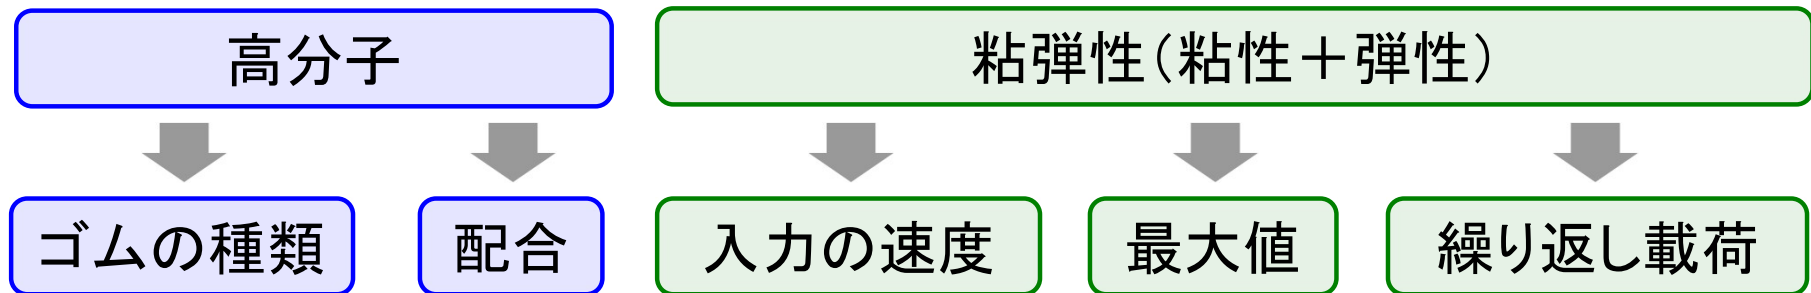 高分子
粘弾性（粘性＋弾性）
ゴムの種類
配合
入力の速度
最大値
繰り返し載荷